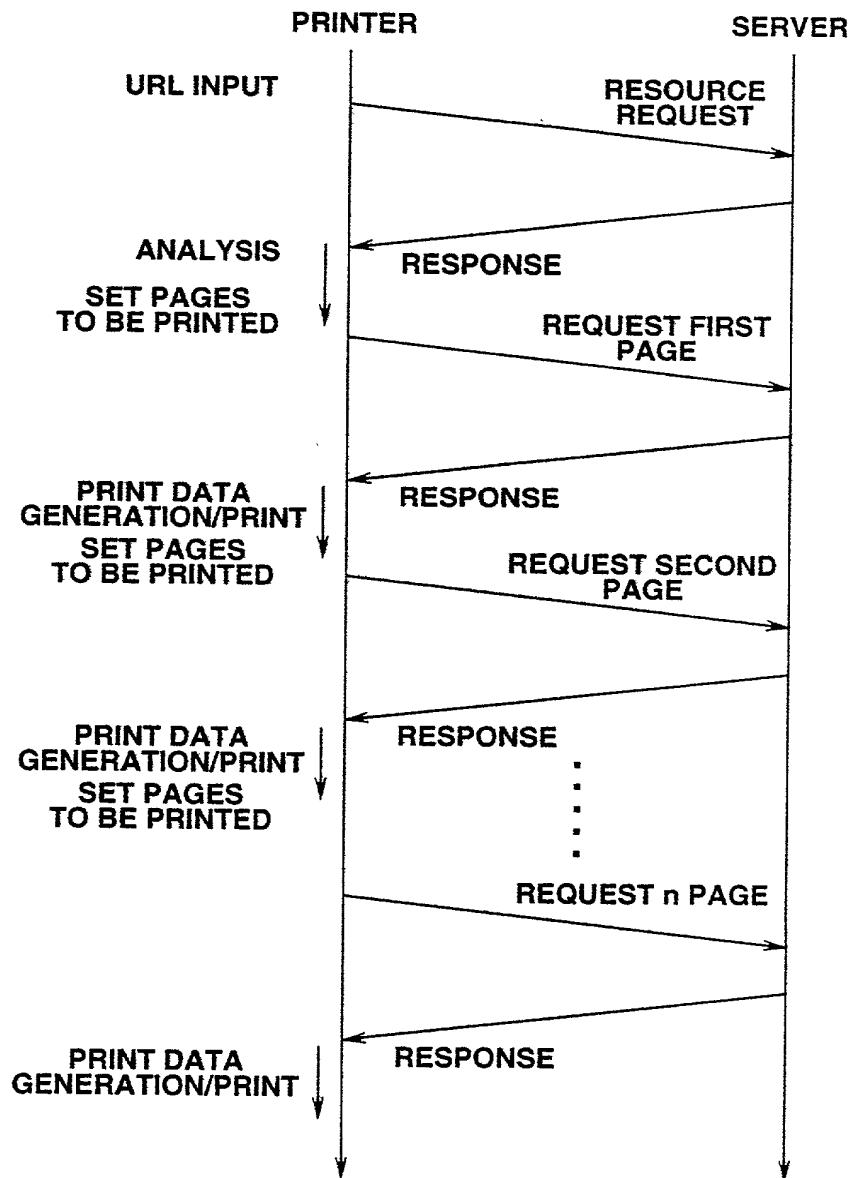 PRINTER
SERVER
URL INPUT
RESOURCE
REQUEST
ANALYSIS
RESPONSE
SET PAGES
TO BE PRINTED
REQUEST FIRST
PAGE
PRINT DATA
GENERATION/PRINT
RESPONSE
SET PAGES
TO BE PRINTED
REQUEST SECOND
PAGE
PRINT DATA
GENERATION/PRINT
RESPONSE
SET PAGES
TO BE PRINTED
REQUEST n PAGE
PRINT DATA
GENERATION/PRINT
RESPONSE